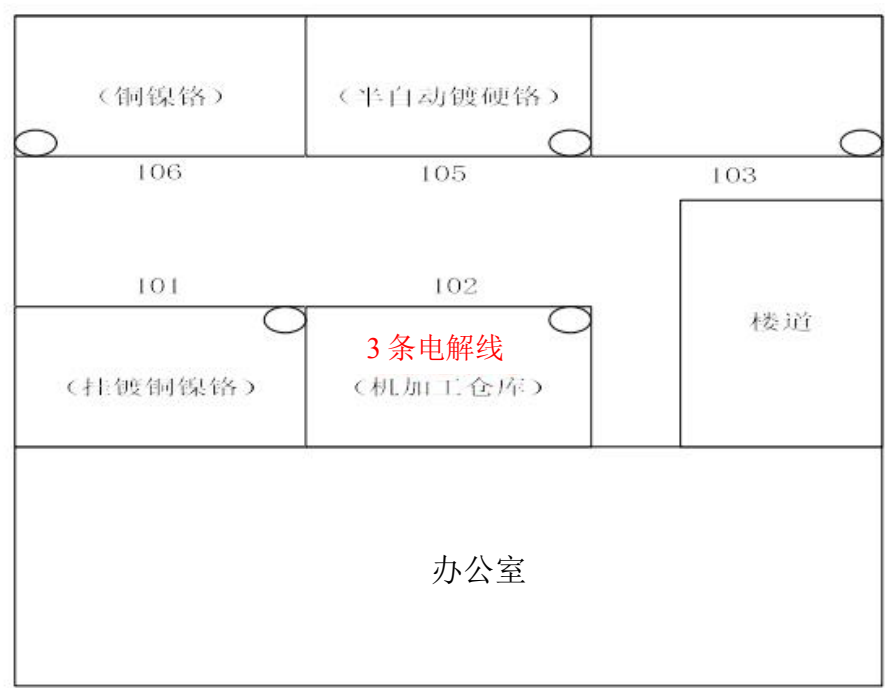 （铜镍铬）
（半自动镀硬铬）
106
105
103
101
102
3 条电解线
楼道
（挂镀铜镍铬）
（机加工仓库）
办公室